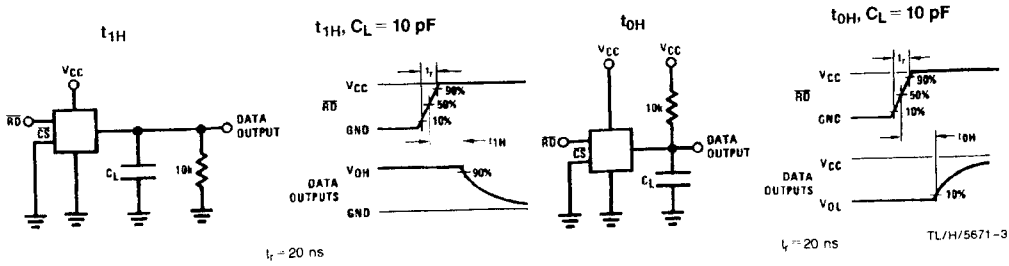 t1H
VCC
RD
CS
CL
10k
DATA
OUTPUT
t1H, CL = 10 pF
tr
VCC
RD
GND
90%
50%
10%
t1H
VOH
DATA
OUTPUTS
GND
90%
tr = 20 ns
t0H
VCC
VCC
10k
RD
CS
DATA
OUTPUT
CL
t0H, CL = 10 pF
tr
VCC
RD
GND
90%
50%
10%
t0H
VCC
DATA
OUTPUTS
VOL
10%
tr = 20 ns
TL/H/5671-3